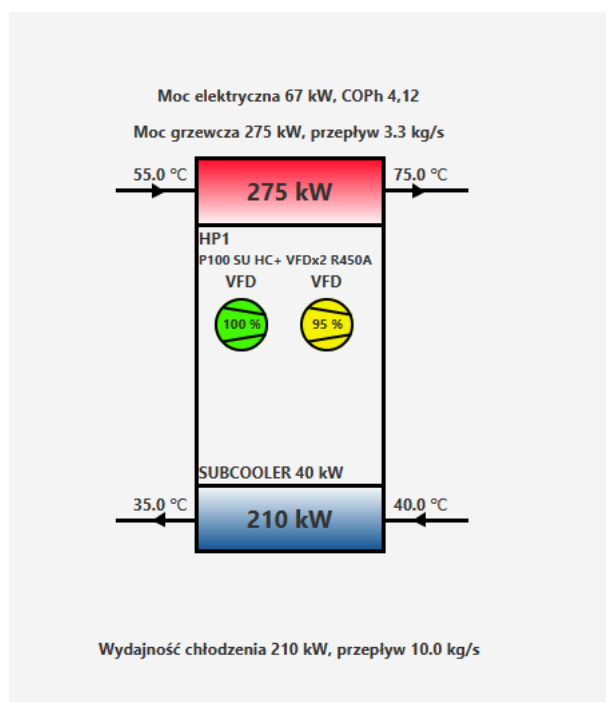 Moc elektryczna 67 kW, COPh 4,12
Moc grzewcza 275 kW, przepływ 3.3 kg/s
55.0 °C
75.0 °C
275 kW
HP1
P100 SU HC+ VFDx2 R450A
VFD VFD
100 % 95 %
SUBCOOLER 40 kW
35.0 °C
40.0 °C
210 kW
Wydajność chłodzenia 210 kW, przepływ 10.0 kg/s